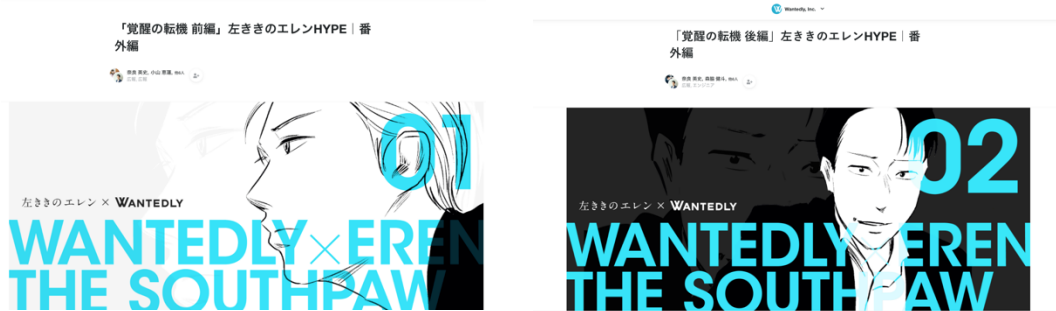 「覚醒の転機 前編」左ききのエレンHYPE｜番
外編
01
左ききのエレン × WANTEDLY
WANTEDLY×EREN
THE SOUTHPAW
Wantedly, Inc.
「覚醒の転機 後編」左ききのエレンHYPE｜番
外編
02
左ききのエレン × WANTEDLY
WANTEDLY×EREN
THE SOUTHPAW